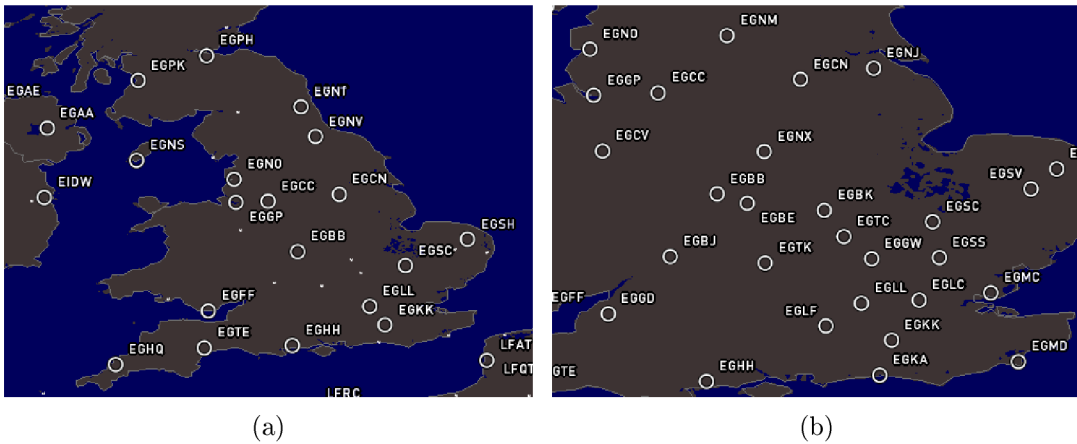 EGPH
EGPK
EGAE
EGNT
EGAA
EGNV
EGNS
EGNO
EIDW
EGCC
EGCN
EGGP
EGSH
EGBB
EGSC
EGFF
EGLL
EGKK
EGTE
EGHH
EGHQ
LFAT
LFQT
LFRC
(a)
EGNM
EGNO
EGNJ
EGCN
EGGP
EGCC
EGCV
EGNX
EGSV
EGBB
EGBK
EGBE
EGSC
EGTC
EGBJ
EGTK
EGGW
EGSS
EGMC
EGFF
EGGD
EGLL
EGLC
EGLF
EGKK
EGMD
EGHH
EGKA
GTE
(b)